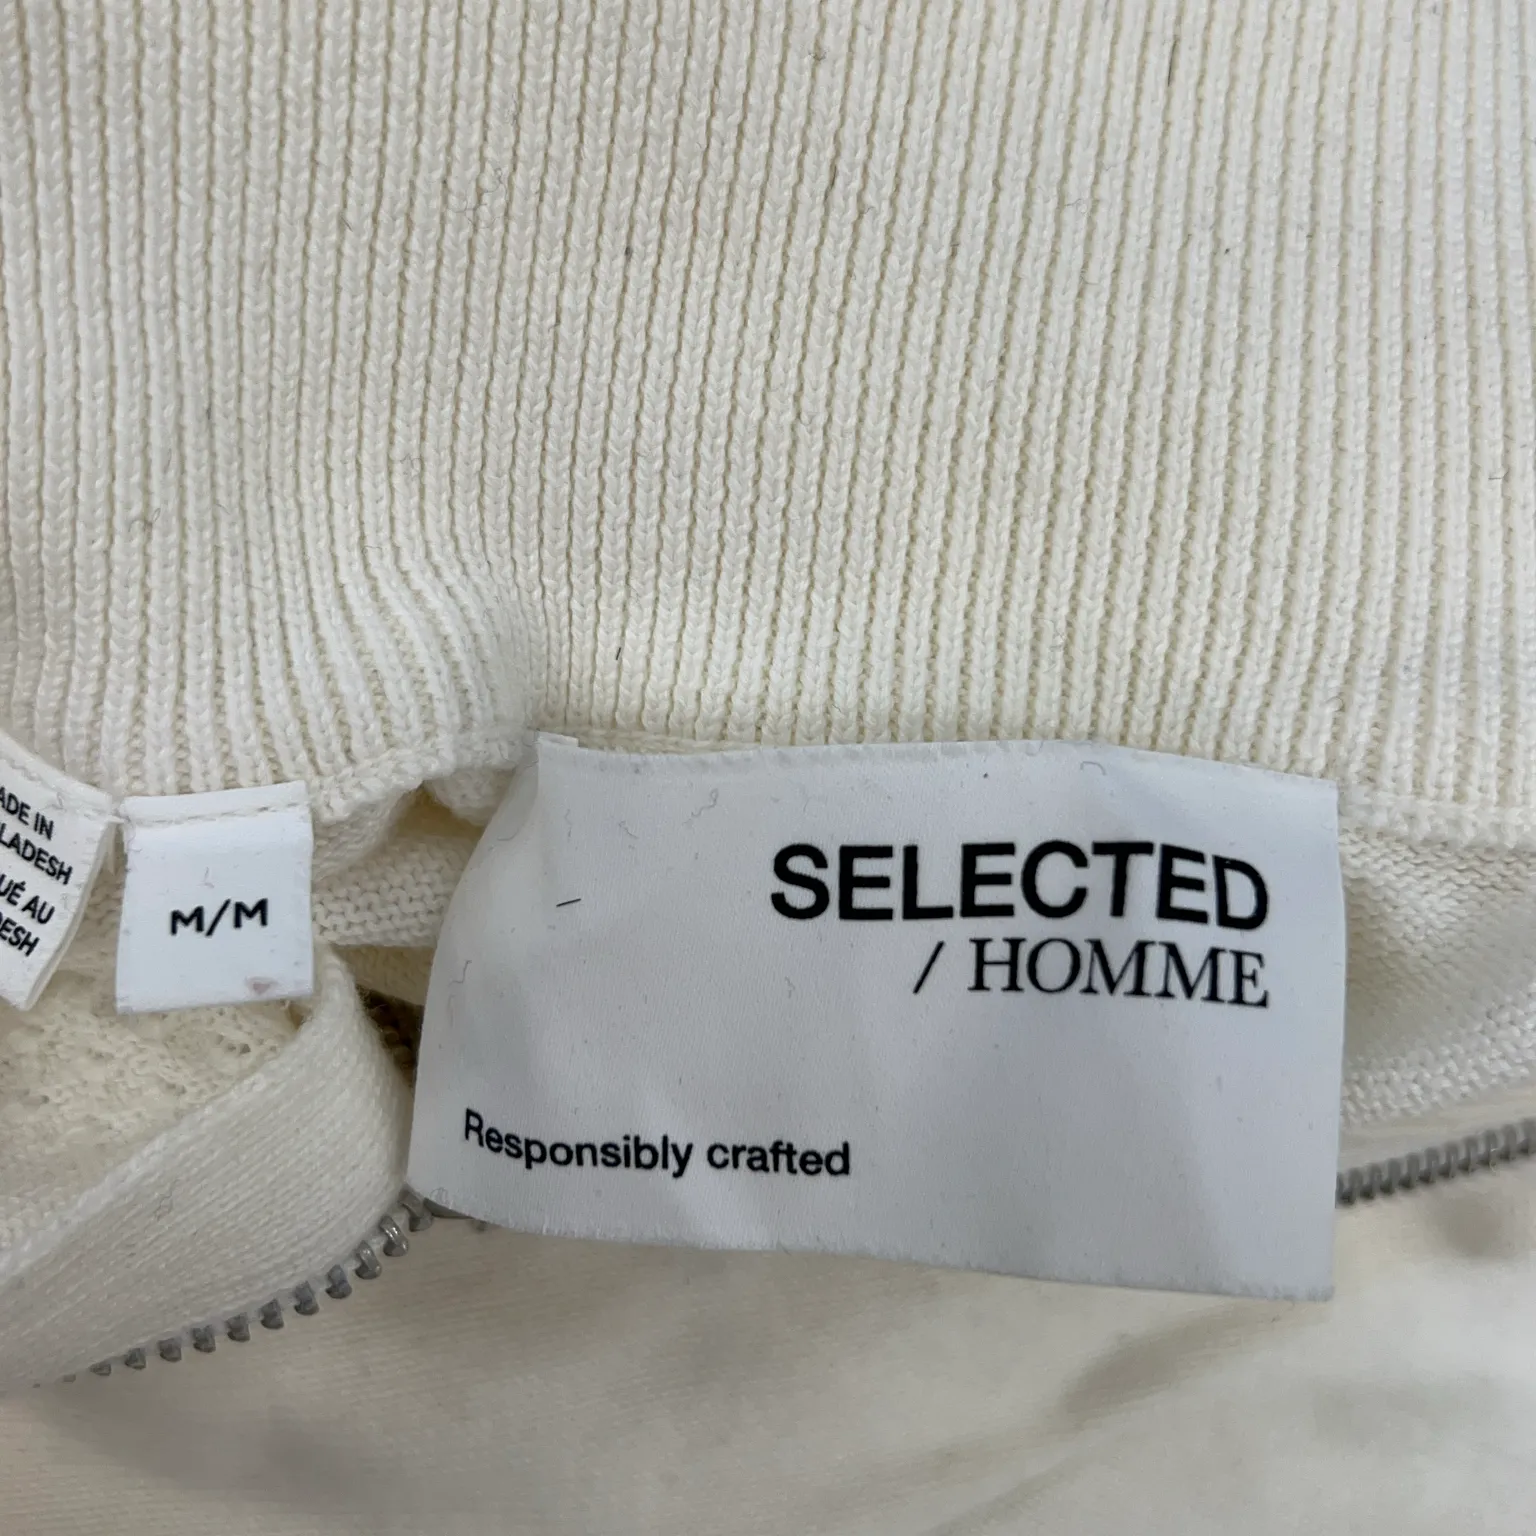 ADE IN
LADESH
UÉ AU
DESH
M/M
SELECTED
/ HOMME
Responsibly crafted